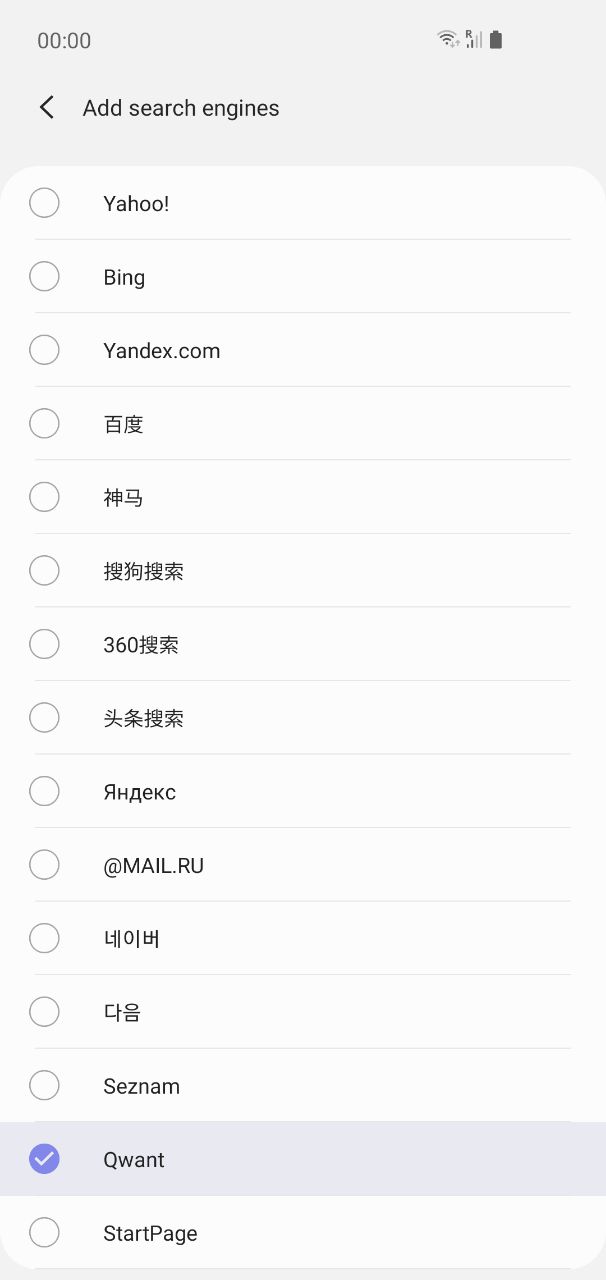 00:00
R
Add search engines
Yahoo!
Bing
Yandex.com
百度
神马
搜狗搜索
360搜索
头条搜索
Яндекс
@MAIL.RU
네이버
다음
Seznam
Qwant
StartPage